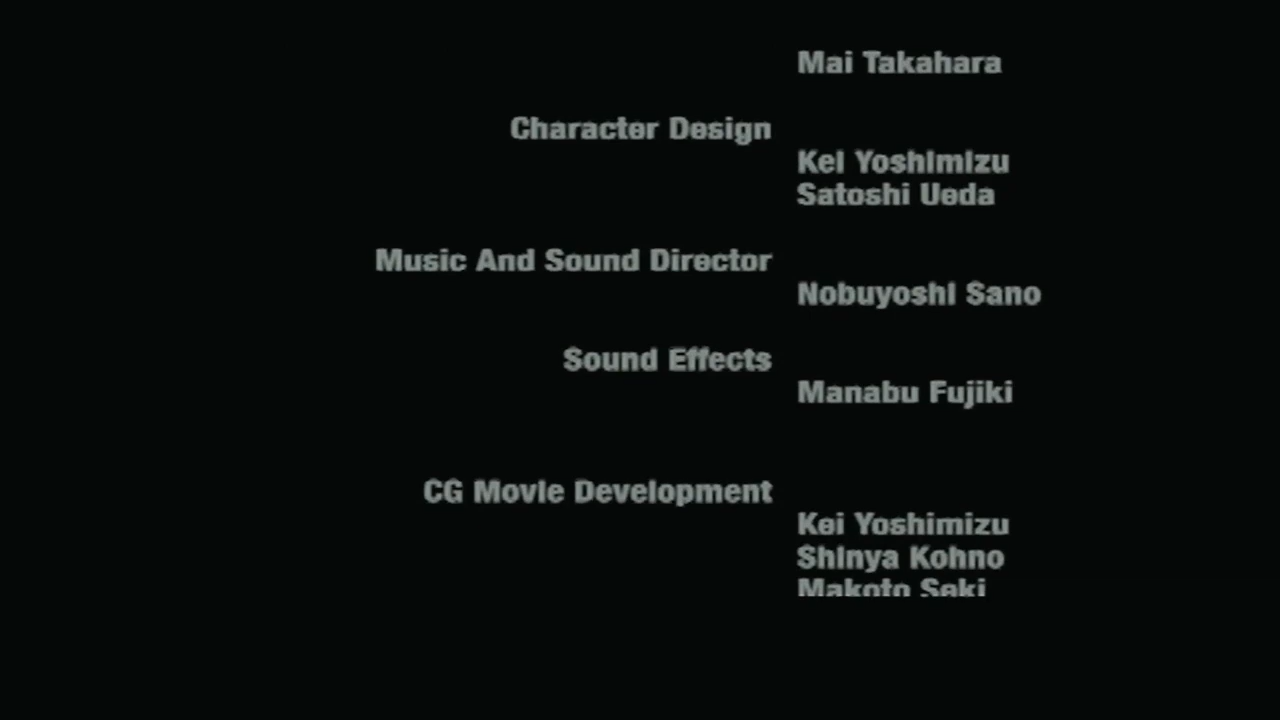 Mai Takahara
Character Design
Kei Yoshimizu
Satoshi Ueda
Music And Sound Director
Nobuyoshi Sano
Sound Effects
Manabu Fujiki
CG Movie Development
Kei Yoshimizu
Shinya Kohno
Makoto Seki